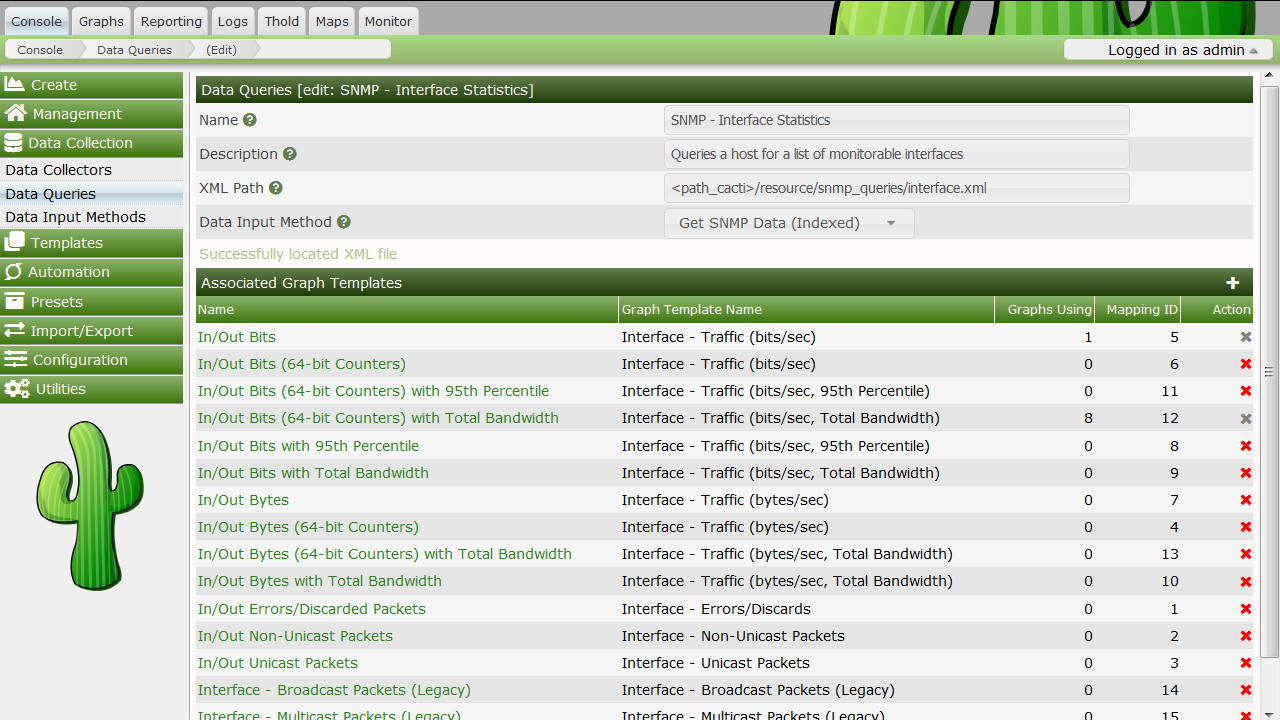 Console Graphs Reporting Logs Thold Maps Monitor
Console Data Queries (Edit) Logged in as admin
Create
Management
Data Collection
Data Collectors
Data Queries
Data Input Methods
Templates
Automation
Presets
Import/Export
Configuration
Utilities
Data Queries [edit: SNMP - Interface Statistics]
Name SNMP - Interface Statistics
Description Queries a host for a list of monitorable interfaces
XML Path <path_cacti>/resource/snmp_queries/interface.xml
Data Input Method Get SNMP Data (Indexed)
Successfully located XML file
Associated Graph Templates
Name Graph Template Name Graphs Using Mapping ID Action
In/Out Bits Interface - Traffic (bits/sec) 1 5
In/Out Bits (64-bit Counters) Interface - Traffic (bits/sec) 0 6
In/Out Bits (64-bit Counters) with 95th Percentile Interface - Traffic (bits/sec, 95th Percentile) 0 11
In/Out Bits (64-bit Counters) with Total Bandwidth Interface - Traffic (bits/sec, Total Bandwidth) 8 12
In/Out Bits with 95th Percentile Interface - Traffic (bits/sec, 95th Percentile) 0 8
In/Out Bits with Total Bandwidth Interface - Traffic (bits/sec, Total Bandwidth) 0 9
In/Out Bytes Interface - Traffic (bytes/sec) 0 7
In/Out Bytes (64-bit Counters) Interface - Traffic (bytes/sec) 0 4
In/Out Bytes (64-bit Counters) with Total Bandwidth Interface - Traffic (bytes/sec, Total Bandwidth) 0 13
In/Out Bytes with Total Bandwidth Interface - Traffic (bytes/sec, Total Bandwidth) 0 10
In/Out Errors/Discarded Packets Interface - Errors/Discards 0 1
In/Out Non-Unicast Packets Interface - Non-Unicast Packets 0 2
In/Out Unicast Packets Interface - Unicast Packets 0 3
Interface - Broadcast Packets (Legacy) Interface - Broadcast Packets (Legacy) 0 14
Interface - Multicast Packets (Legacy) Interface - Multicast Packets (Legacy) 0 15